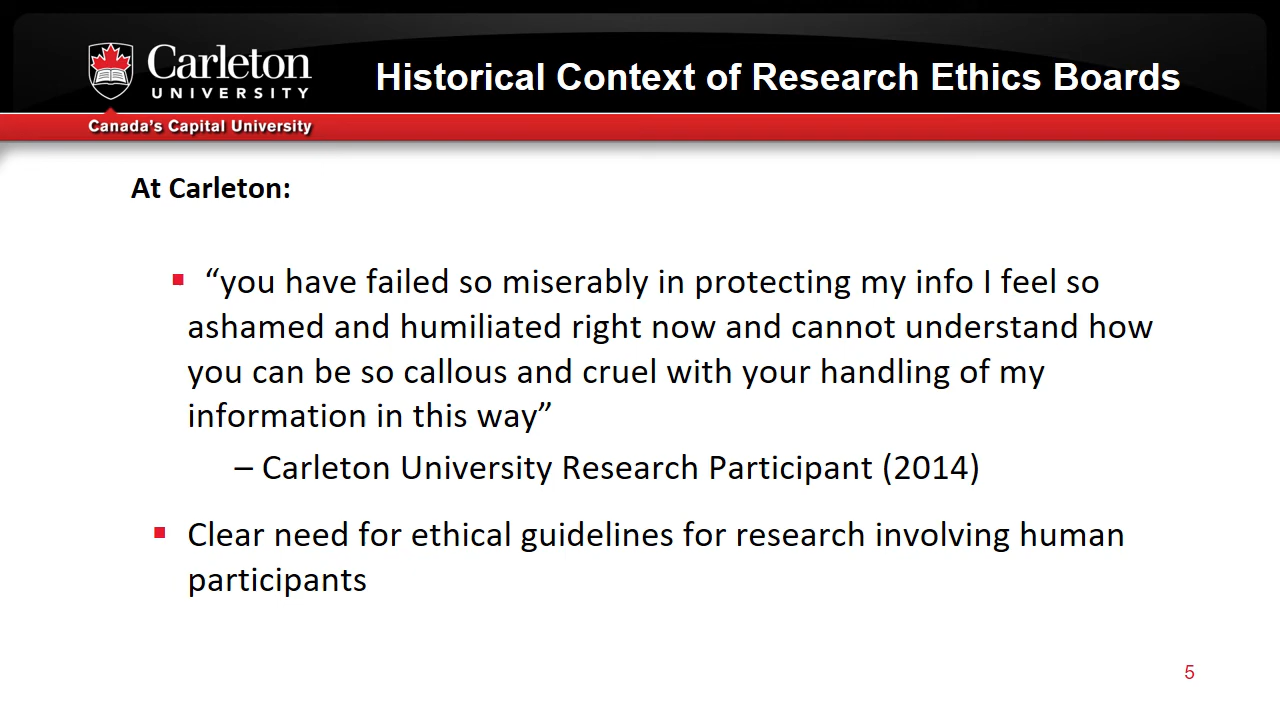 Carleton
UNIVERSITY
Canada's Capital University
Historical Context of Research Ethics Boards
At Carleton:
“you have failed so miserably in protecting my info I feel so
ashamed and humiliated right now and cannot understand how
you can be so callous and cruel with your handling of my
information in this way”
– Carleton University Research Participant (2014)
Clear need for ethical guidelines for research involving human
participants
5